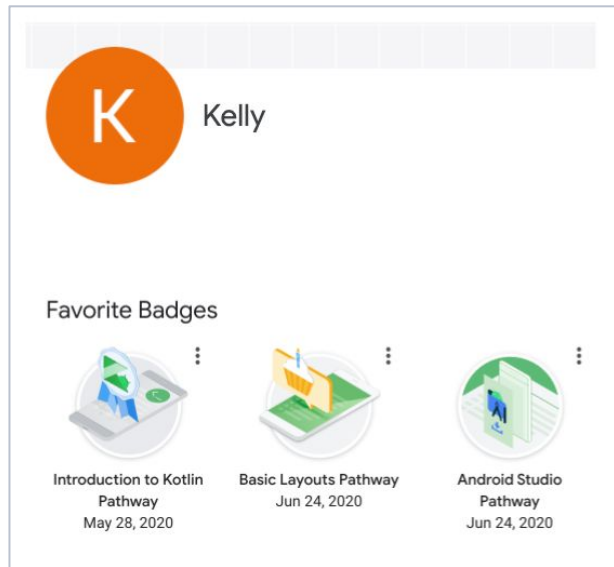 K
Kelly
Favorite Badges
Introduction to Kotlin
Pathway
May 28, 2020
Basic Layouts Pathway
Jun 24, 2020
Android Studio
Pathway
Jun 24, 2020